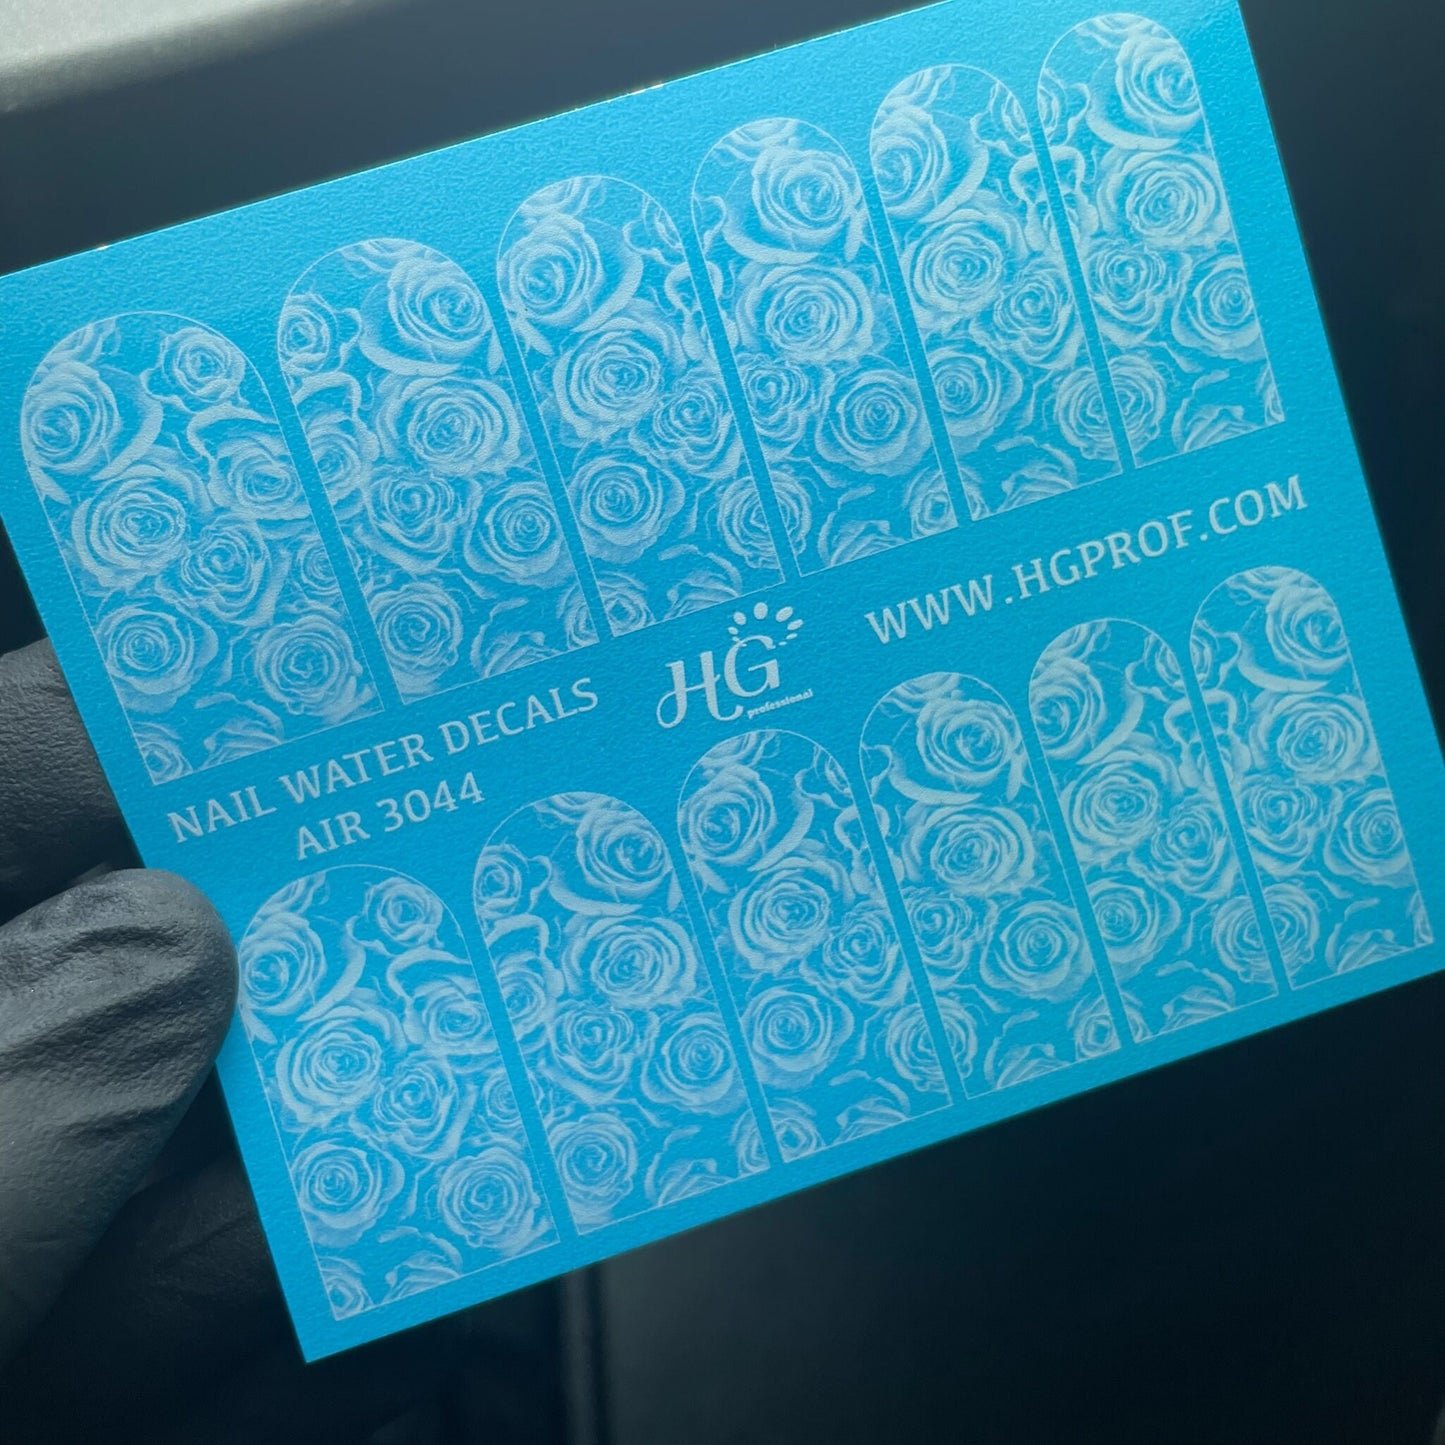 WWW.HGPROF.COM
HG
professional
NAIL WATER DECALS
AIR 3044